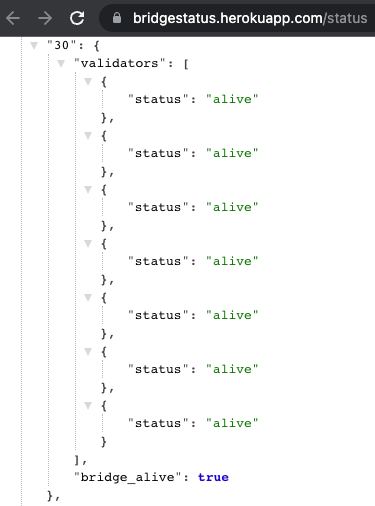 bridgestatus.herokuapp.com/status
"30": {
"validators": [
{
"status": "alive"
},
{
"status": "alive"
},
{
"status": "alive"
},
{
"status": "alive"
},
{
"status": "alive"
},
{
"status": "alive"
},
{
"status": "alive"
}
],
"bridge_alive": true
},